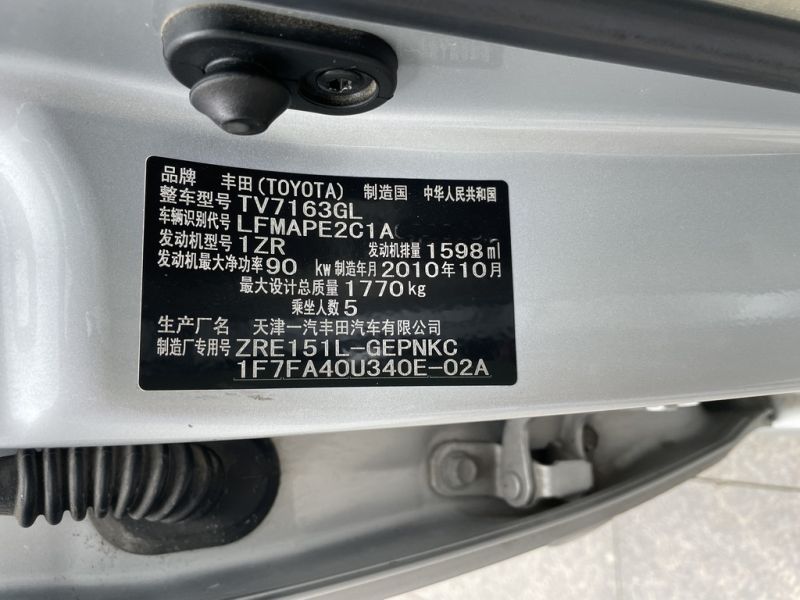 品牌 丰田(TOYOTA) 制造国 中华人民共和国
整车型号 TV7163GL
车辆识别代号 LFMAPE2C1A
发动机型号 1ZR 发动机排量 1598ml
发动机最大净功率 90 kw 制造年月 2010年10月
最大设计总质量 1770kg
乘坐人数 5
生产厂名 天津一汽丰田汽车有限公司
制造厂专用号 ZRE151L-GEPNKC
1F7FA40U340E-02A